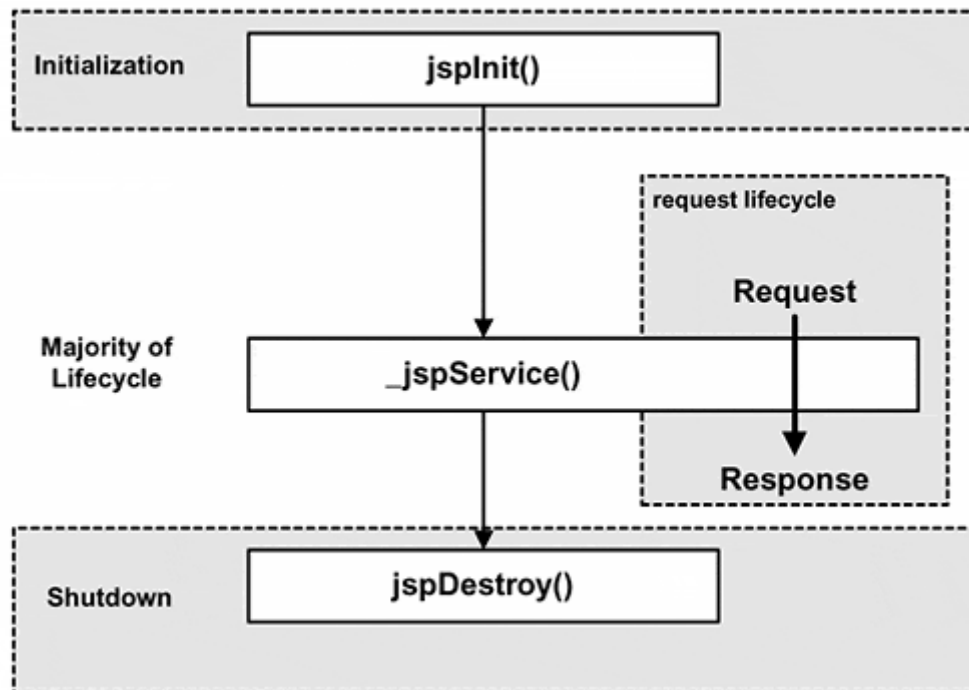 Initialization
jspInit()
request lifecycle
Request
Majority of
Lifecycle
_jspService()
Response
Shutdown
jspDestroy()